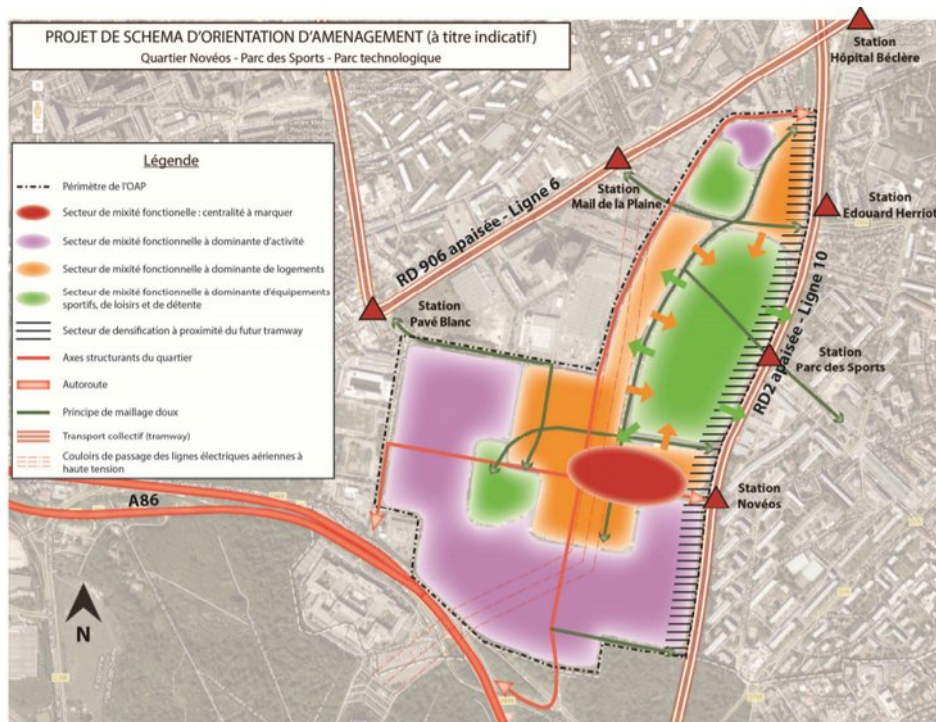 PROJET DE SCHEMA D'ORIENTATION D'AMENAGEMENT (à titre indicatif)
Quartier Novéos - Parc des Sports - Parc technologique
Station
Hôpital Béclère
Légende
Périmètre de l'OAP
Secteur de mixité fonctionelle : centralité à marquer
Secteur de mixité fonctionnelle à dominante d'activité
Secteur de mixité fonctionnelle à dominante de logements
Secteur de mixité fonctionnelle à dominante d'équipements
sportifs, de loisirs et de détente
Secteur de densification à proximité du futur tramway
Axes structurants du quartier
Autoroute
Principe de maillage doux
Transport collectif (tramway)
Couloirs de passage des lignes électriques aériennes à
haute tension
Station
Mail de la Plaine
Station
Edouard Herriot
RD 906 apaisée - Ligne 6
Station
Pavé Blanc
RD2 apaisée - Ligne 10
Station
Parc des Sports
Station
Novéos
A86
N